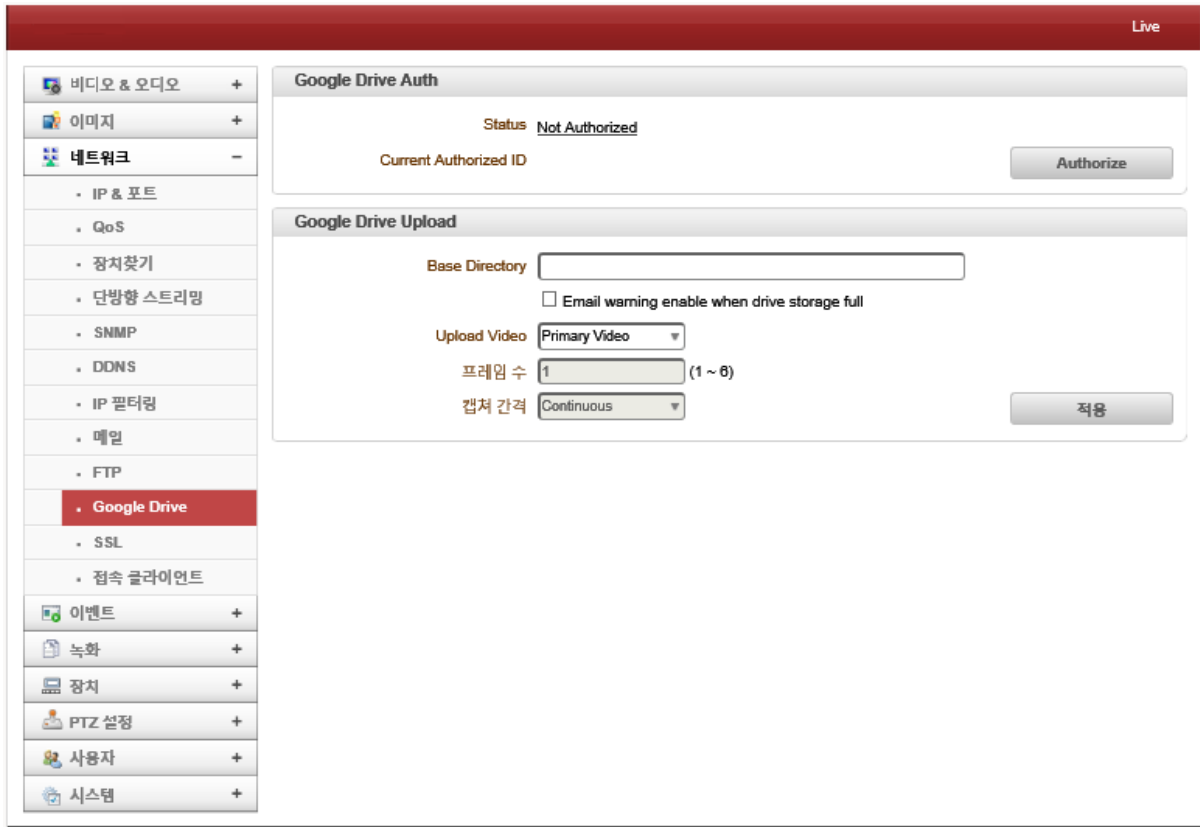 Live
비디오 & 오디오 +
이미지 +
네트워크 -
· IP & 포트
· QoS
· 장치찾기
· 단방향 스트리밍
· SNMP
· DDNS
· IP 필터링
· 메일
· FTP
· Google Drive
· SSL
· 접속 클라이언트
이벤트 +
녹화 +
장치 +
PTZ 설정 +
사용자 +
시스템 +
Google Drive Auth
Status Not Authorized
Current Authorized ID Authorize
Google Drive Upload
Base Directory
Email warning enable when drive storage full
Upload Video Primary Video
프레임 수 1 (1 ~ 6)
캡쳐 간격 Continuous 적용